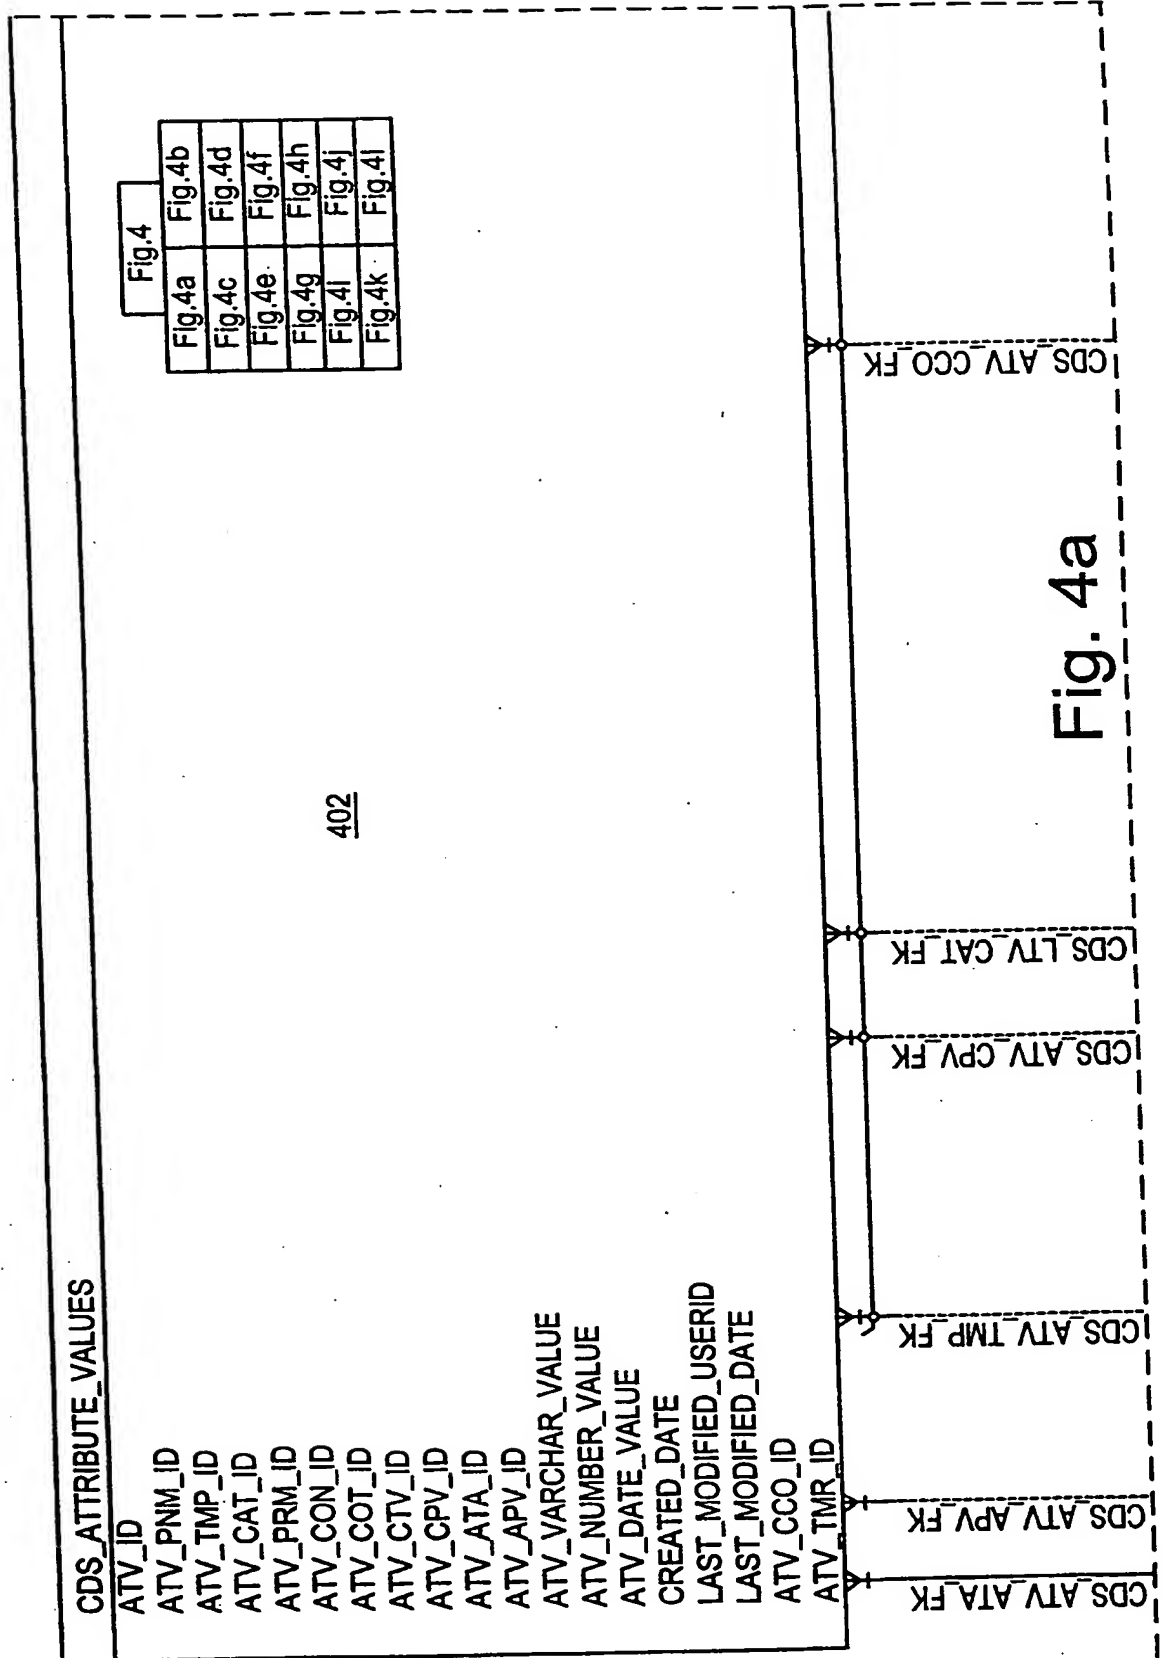 CDS_ATTRIBUTE_VALUES
ATV_ID
ATV_PNM_ID
ATV_TMP_ID
ATV_CAT_ID
ATV_PRM_ID
ATV_CON_ID
ATV_COT_ID
ATV_CTV_ID
ATV_CPV_ID
ATV_ATA_ID
ATV_APV_ID
ATV_VARCHAR_VALUE
ATV_NUMBER_VALUE
ATV_DATE_VALUE
CREATED_DATE
LAST_MODIFIED_USERID
LAST_MODIFIED_DATE
ATV_CCO_ID
ATV_TMR_ID
402
Fig.4
Fig.4a Fig.4b
Fig.4c Fig.4d
Fig.4e Fig.4f
Fig.4g Fig.4h
Fig.4I Fig.4j
Fig.4k Fig.4l
CDS_ATV_ATA_FK
CDS_ATV_APV_FK
CDS_ATV_TMP_FK
CDS_ATV_CPV_FK
CDS_LTV_CAT_FK
CDS_ATV_CCO_FK
Fig. 4a